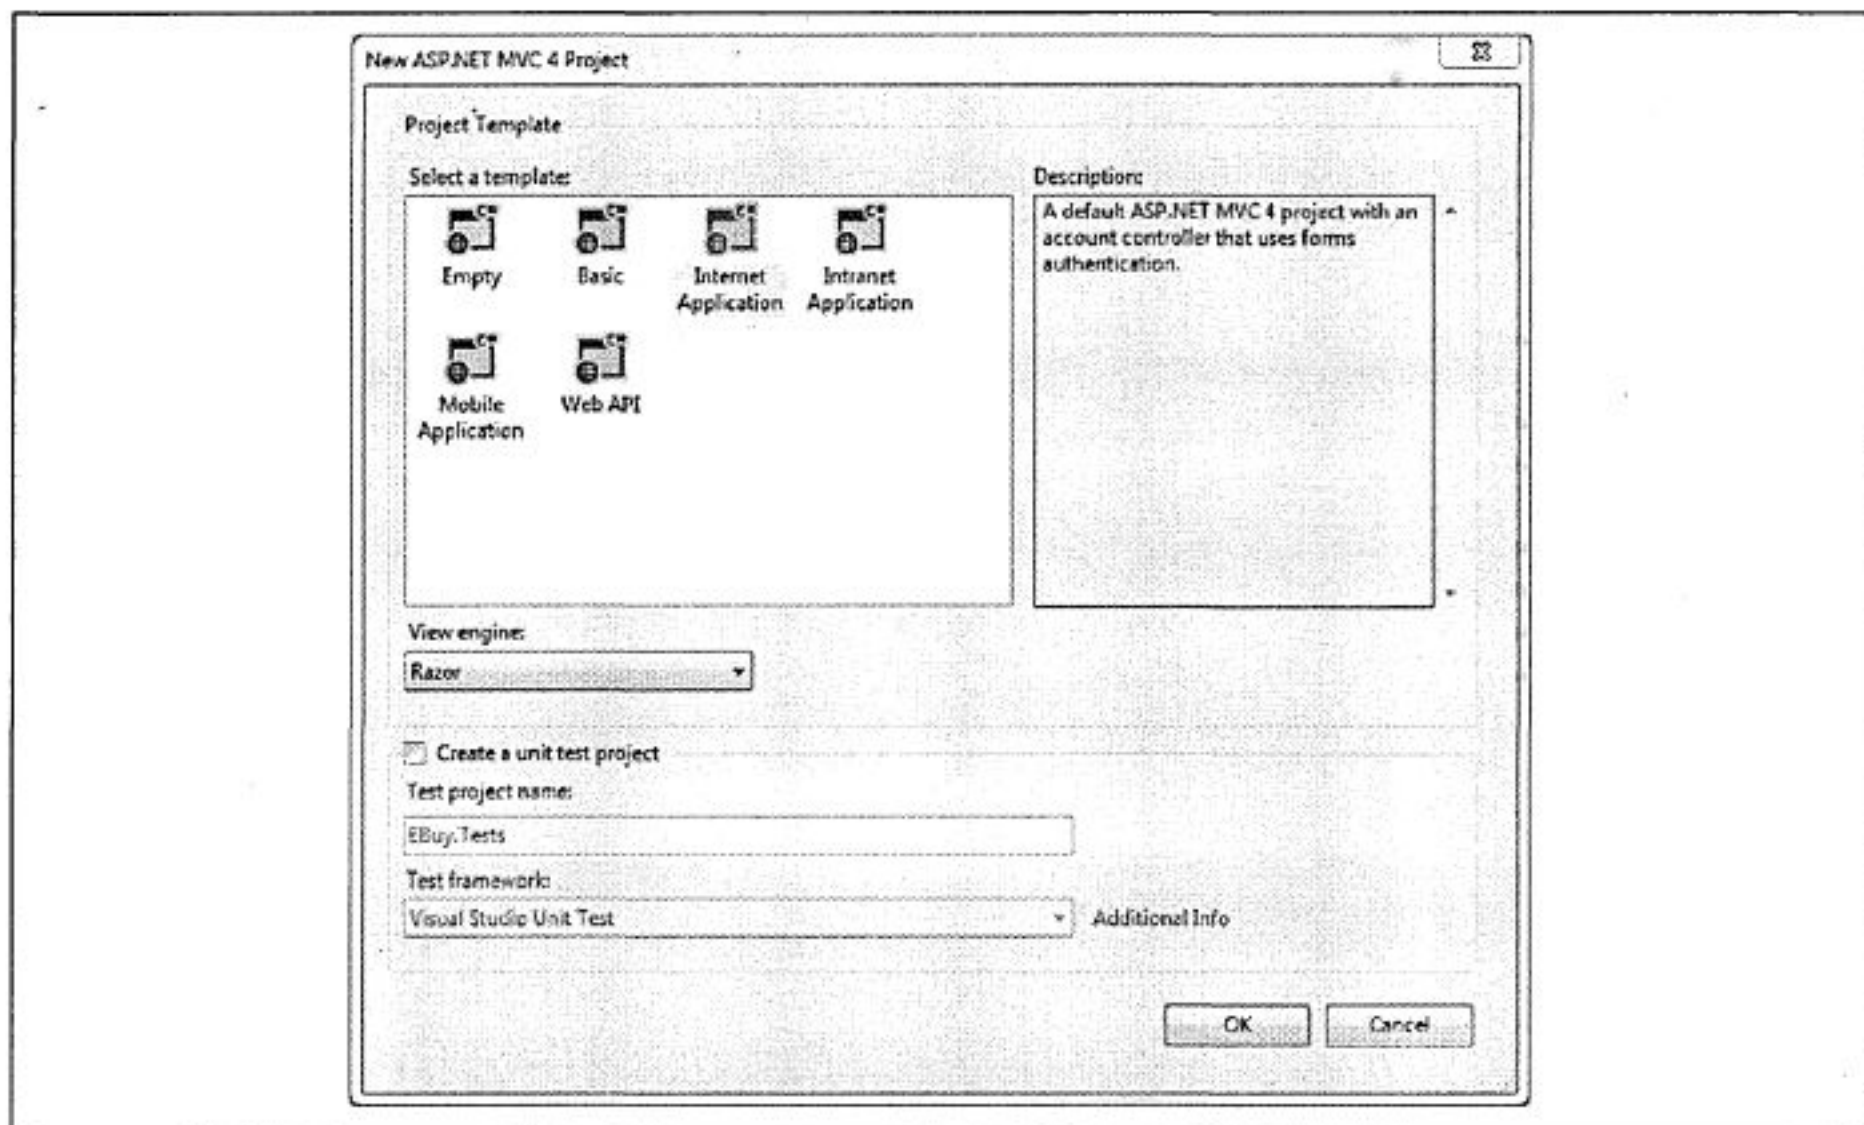 New ASP.NET MVC 4 Project
Project Template
Select a template:
Description:
Empty
Basic
Internet Application
Intranet Application
Mobile Application
Web API
A default ASP.NET MVC 4 project with an
account controller that uses forms
authentication.
View engine:
Razor
Create a unit test project
Test project name:
EBuy.Tests
Test framework:
Visual Studio Unit Test
Additional Info
OK
Cancel